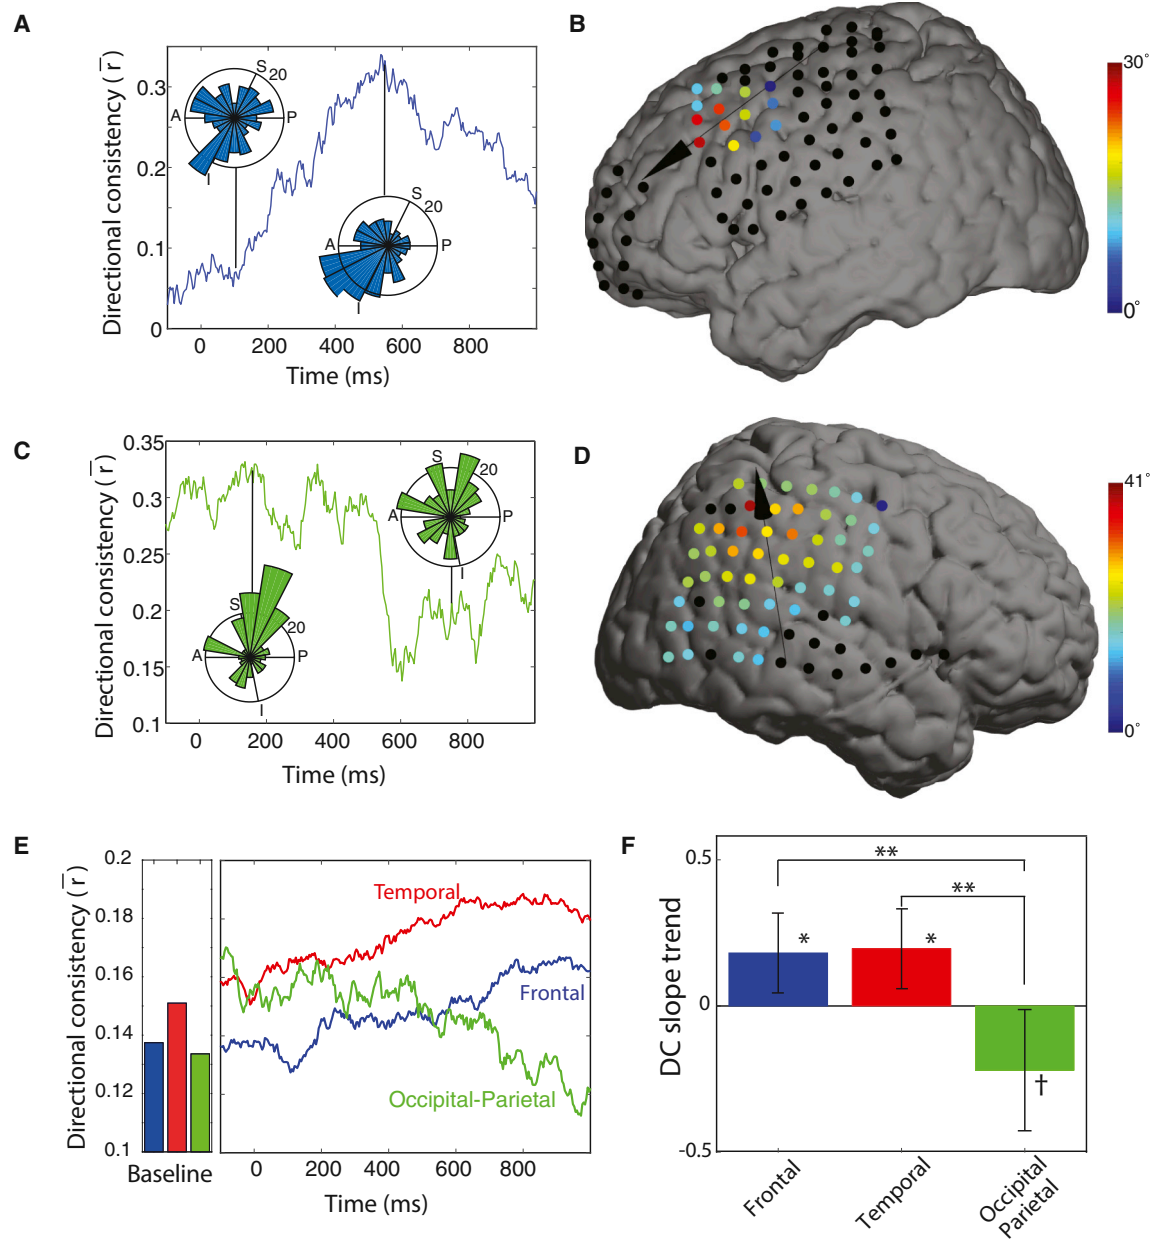 A
Directional consistency ( r̄ )
0.3
0.2
0.1
0
0
200
400
600
800
Time (ms)
S
20
A
P
I
S
20
A
P
I
B
30°
0°
C
Directional consistency ( r̄ )
0.35
0.3
0.25
0.2
0.15
0.1
0
200
400
600
800
Time (ms)
S
20
A
P
I
S
20
A
P
I
D
41°
0°
E
Directional consistency ( r̄ )
0.2
0.18
0.16
0.14
0.12
0.1
Baseline
Temporal
Frontal
Occipital-Parietal
0
200
400
600
800
Time (ms)
F
DC slope trend
0.5
0
-0.5
**
**
*
*
†
Frontal
Temporal
Occipital
Parietal